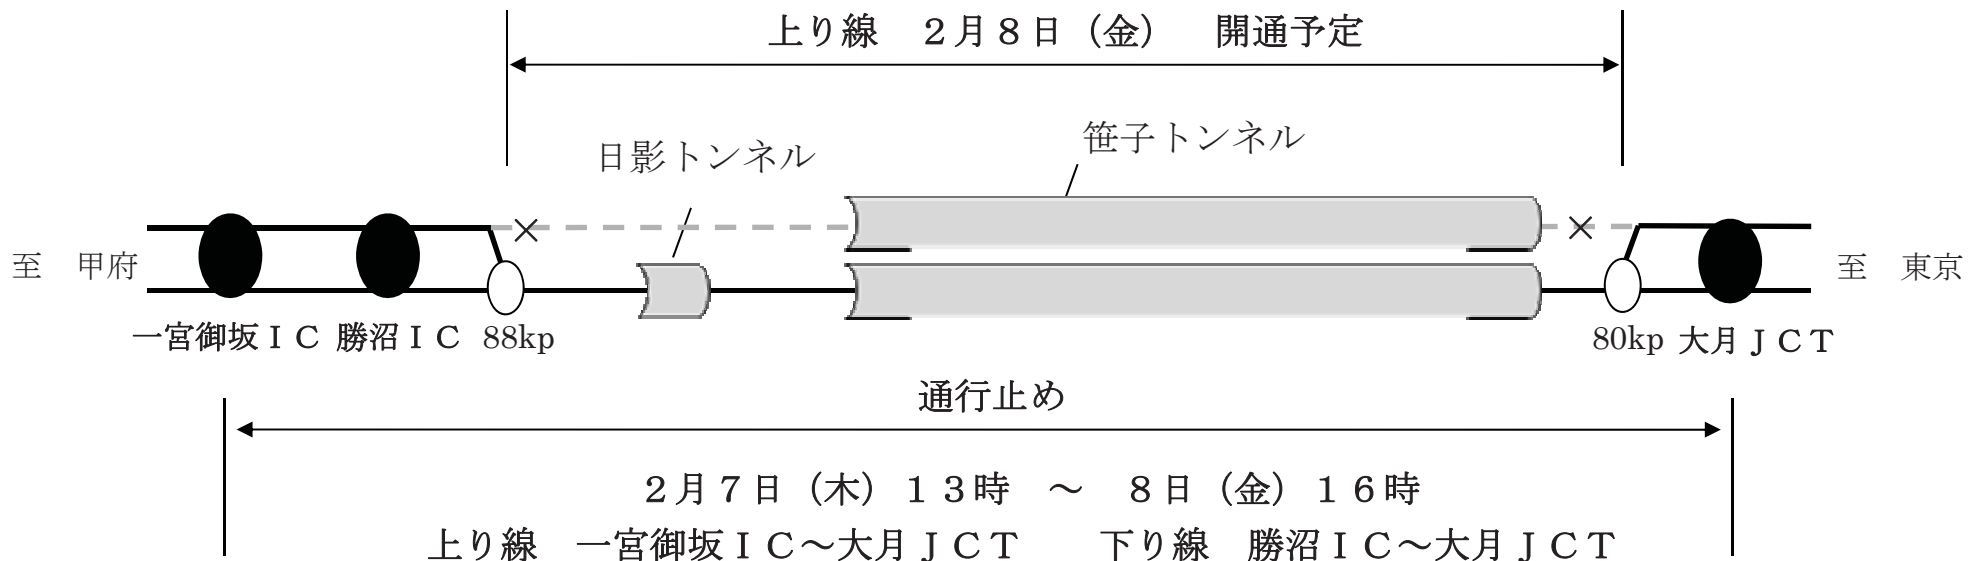 上り線　２月８日（金）　開通予定
笹子トンネル
日影トンネル
至　甲府
至　東京
一宮御坂ＩＣ 勝沼ＩＣ 88kp
80kp 大月ＪＣＴ
通行止め
２月７日（木）１３時　～　８日（金）１６時
上り線　一宮御坂ＩＣ～大月ＪＣＴ　　下り線　勝沼ＩＣ～大月ＪＣＴ